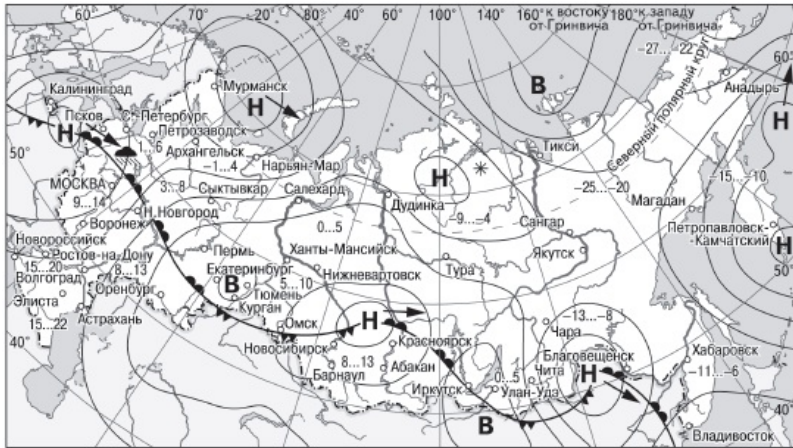 60°
70°
80°
60°
100°
140°
160°
к востоку
от Гринвича
180°
к западу
от Гринвича
−27...−22
Северный полярный круг
60°
Анадырь
Н
В
Калининград
Мурманск
Н
Псков
С.-Петербург
Н
Петрозаводск
1...6
Архангельск
−1...4
Нарьян-Мар
Тикси
50°
МОСКВА
9...14
3...8
Сыктывкар
Салехард
Дудинка
Н
−9...−4
−25...−20
Магадан
−15...−10
Воронеж
Н.Новгород
0...5
Сангар
Петропавловск-
Камчатский
Н
Новороссийск
Ростов-на-Дону
15...20
Волгоград
8...13
Пермь
Ханты-Мансийск
Нижневартовск
Тура
Якутск
50°
Екатеринбург
В
5...10
Тюмень
Курган
Элиста
Оренбург
15...22
Астрахань
Омск
Н
−13...−8
Чара
40°
Новосибирск
Красноярск
Благовещенск
Хабаровск
−11...−6
8...13
Барнаул
Абакан
Иркутск
0...5
Чита
Улан-Удэ
Н
В
Владивосток
40°